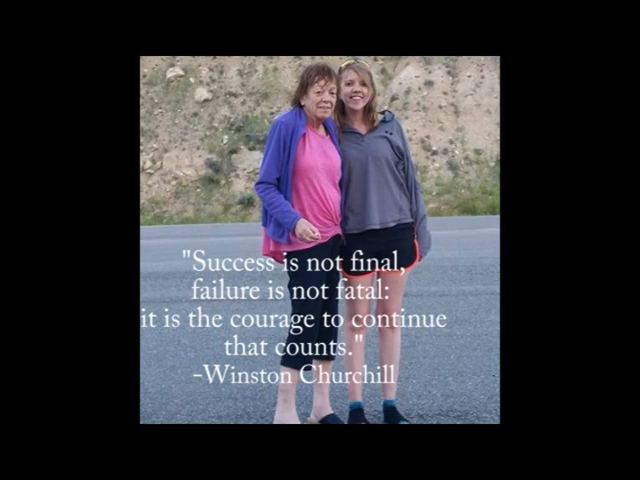 "Success is not final,
failure is not fatal:
it is the courage to continue
that counts."
-Winston Churchill